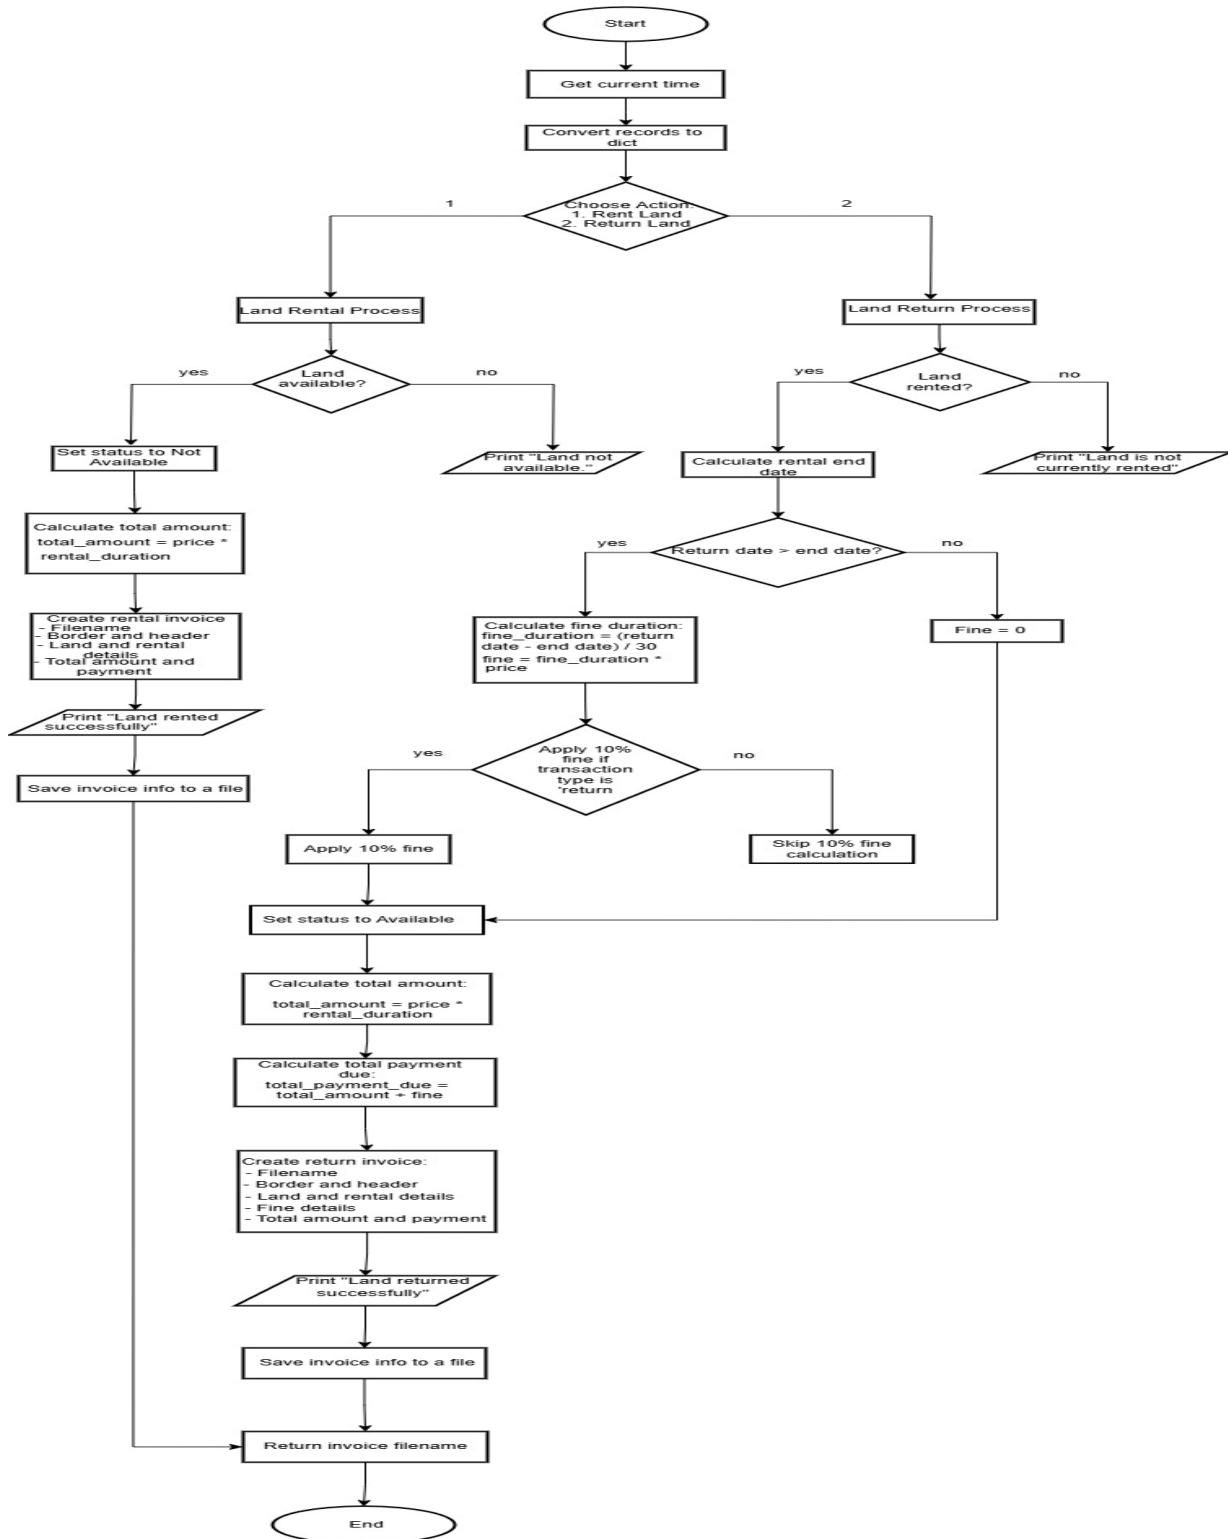 Start
Get current time
Convert records to
dict
Choose Action:
1. Rent Land
2. Return Land
1
2
Land Rental Process
Land Return Process
Land
available?
yes
no
Land
rented?
yes
no
Set status to Not
Available
Print "Land not
available."
Calculate rental end
date
Print "Land is not
currently rented"
Calculate total amount:
total_amount = price *
rental_duration
Return date > end date?
yes
no
Create rental invoice
- Filename
- Border and header
- Land and rental
details
- Total amount and
payment
Calculate fine duration:
fine_duration = (return
date - end date) / 30
fine = fine_duration *
price
Fine = 0
Print "Land rented
successfully"
Apply 10%
fine if
transaction
type is
'return
yes
no
Save invoice info to a file
Apply 10% fine
Skip 10% fine
calculation
Set status to Available
Calculate total amount:
total_amount = price *
rental_duration
Calculate total payment
due:
total_payment_due =
total_amount + fine
Create return invoice:
- Filename
- Border and header
- Land and rental details
- Fine details
- Total amount and payment
Print "Land returned
successfully"
Save invoice info to a file
Return invoice filename
End